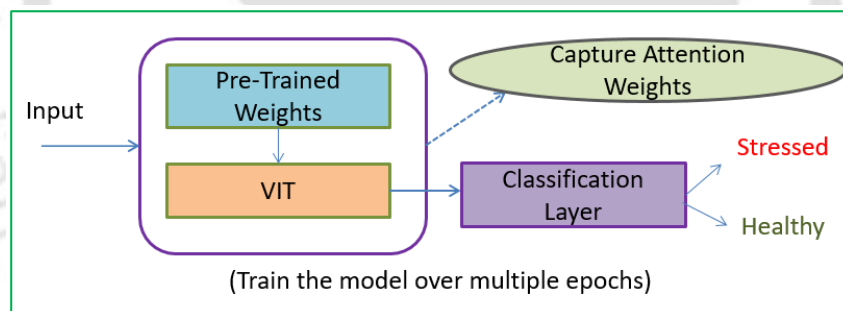 Input
Pre-Trained
Weights
VIT
Capture Attention
Weights
Classification
Layer
Stressed
Healthy
(Train the model over multiple epochs)